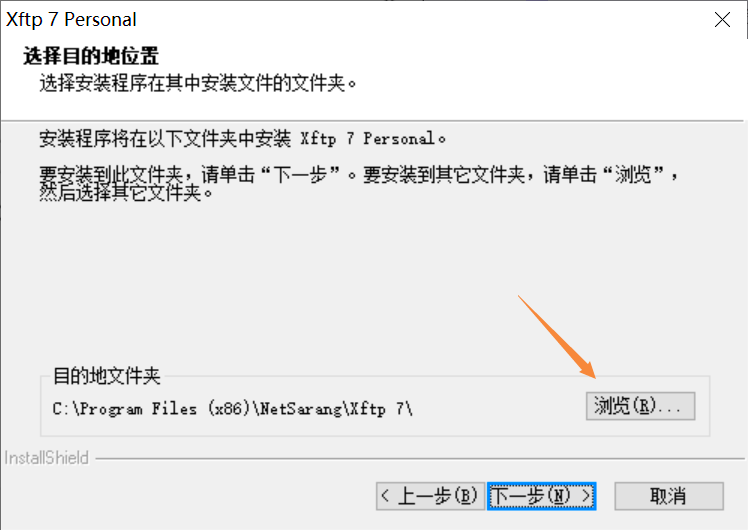 Xftp 7 Personal
选择目的地位置
选择安装程序在其中安装文件的文件夹。
安装程序将在以下文件夹中安装 Xftp 7 Personal。
要安装到此文件夹，请单击“下一步”。要安装到其它文件夹，请单击“浏览”，
然后选择其它文件夹。
目的地文件夹
C:\Program Files (x86)\NetSarang\Xftp 7\
浏览(R)...
InstallShield
< 上一步(B) 下一步(N) > 取消